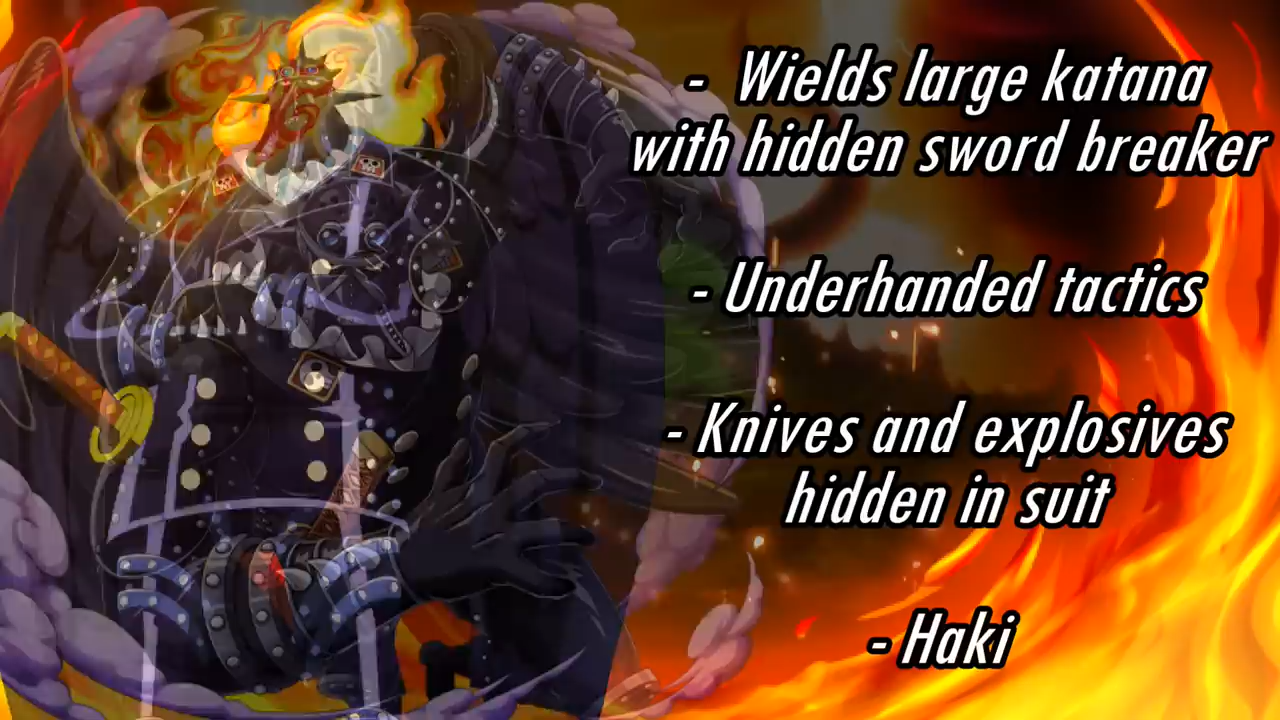 - Wields large katana
with hidden sword breaker
- Underhanded tactics
- Knives and explosives
hidden in suit
- Haki